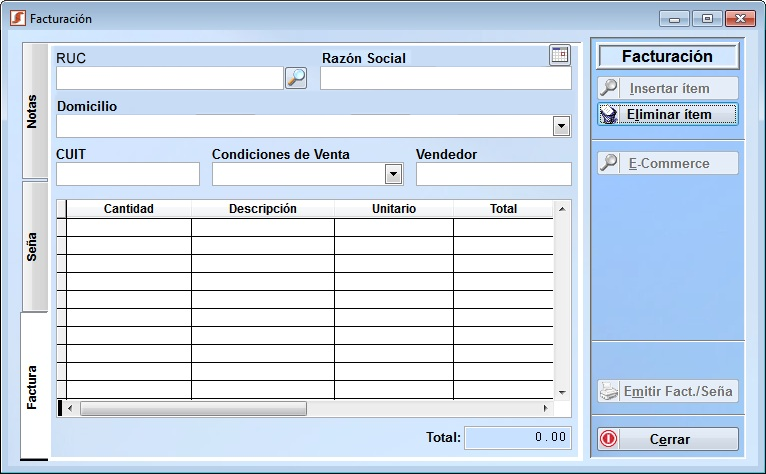 Facturación
Notas
Seña
Factura
RUC
Razón Social
Domicilio
CUIT
Condiciones de Venta
Vendedor
Cantidad Descripción Unitario Total
Total: 0.00
Facturación
Insertar ítem
Eliminar ítem
E-Commerce
Emitir Fact./Seña
Cerrar